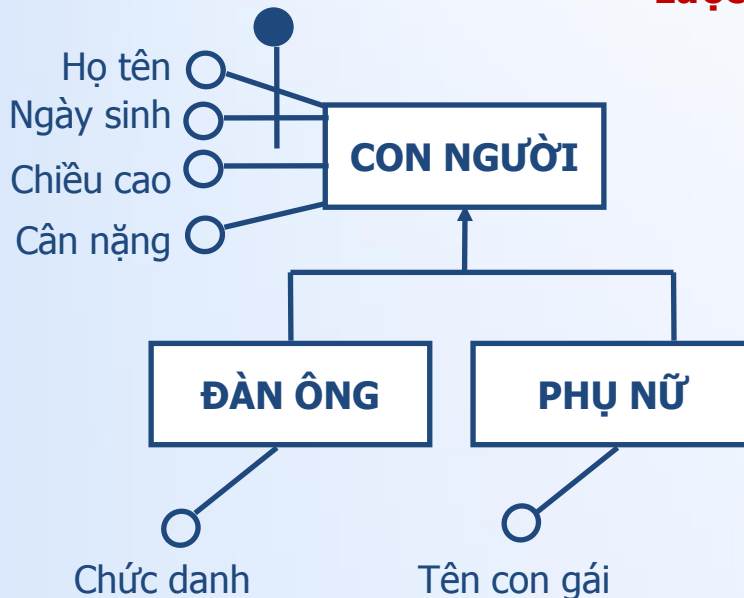 Họ tên
Ngày sinh
Chiều cao
Cân nặng
CON NGƯỜI
ĐÀN ÔNG
PHỤ NỮ
Chức danh
Tên con gái